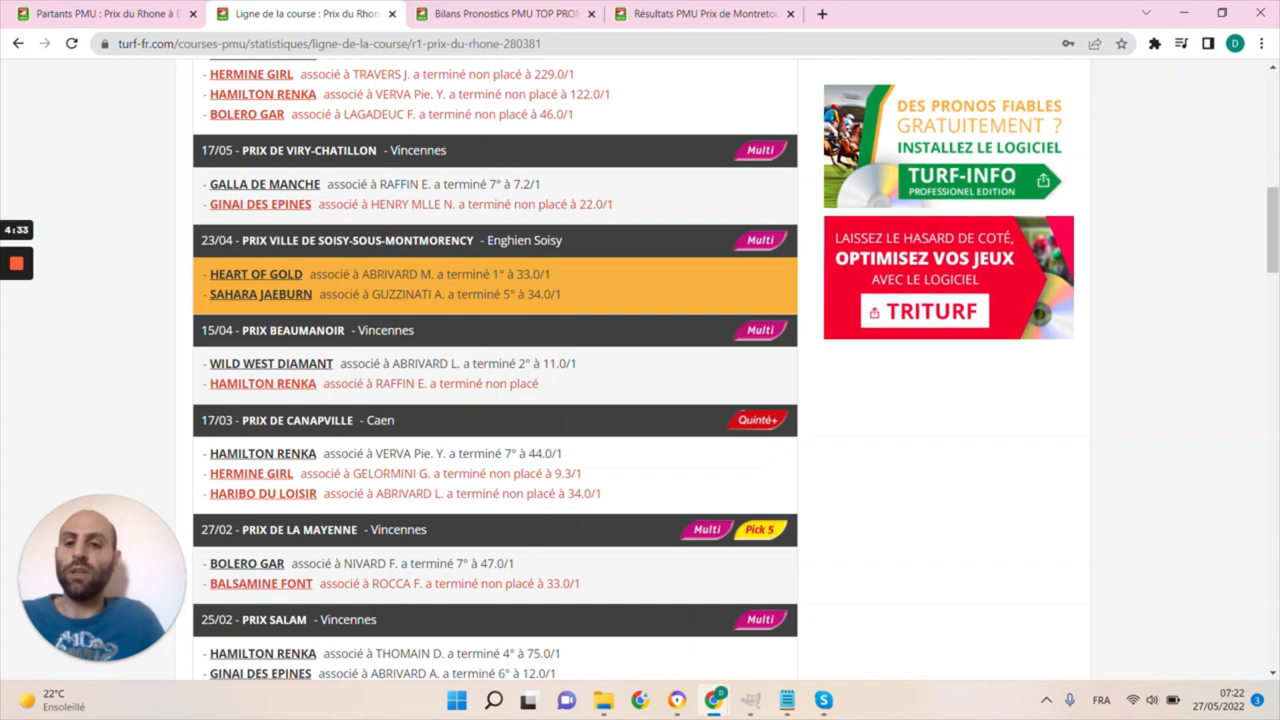 Partants PMU : Prix du Rhone à E
Ligne de la course : Prix du Rhon
Bilans Pronostics PMU TOP PRON
Résultats PMU Prix de Montretou
turf-fr.com/courses-pmu/statistiques/ligne-de-la-course/r1-prix-du-rhone-280381
D
- HERMINE GIRL associé à TRAVERS J. a terminé non placé à 229.0/1
- HAMILTON RENKA associé à VERVA Pie. Y. a terminé non placé à 122.0/1
- BOLERO GAR associé à LAGADEUC F. a terminé non placé à 46.0/1
17/05 - PRIX DE VIRY-CHATILLON - Vincennes Multi
- GALLA DE MANCHE associé à RAFFIN E. a terminé 7° à 7.2/1
- GINAI DES EPINES associé à HENRY MLLE N. a terminé non placé à 22.0/1
23/04 - PRIX VILLE DE SOISY-SOUS-MONTMORENCY - Enghien Soisy Multi
- HEART OF GOLD associé à ABRIVARD M. a terminé 1° à 33.0/1
- SAHARA JAEBURN associé à GUZZINATI A. a terminé 5° à 34.0/1
15/04 - PRIX BEAUMANOIR - Vincennes Multi
- WILD WEST DIAMANT associé à ABRIVARD L. a terminé 2° à 11.0/1
- HAMILTON RENKA associé à RAFFIN E. a terminé non placé
17/03 - PRIX DE CANAPVILLE - Caen Quinté+
- HAMILTON RENKA associé à VERVA Pie. Y. a terminé 7° à 44.0/1
- HERMINE GIRL associé à GELORMINI G. a terminé non placé à 9.3/1
- HARIBO DU LOISIR associé à ABRIVARD L. a terminé non placé à 34.0/1
27/02 - PRIX DE LA MAYENNE - Vincennes Multi Pick 5
- BOLERO GAR associé à NIVARD F. a terminé 7° à 47.0/1
- BALSAMINE FONT associé à ROCCA F. a terminé non placé à 33.0/1
25/02 - PRIX SALAM - Vincennes Multi
- HAMILTON RENKA associé à THOMAIN D. a terminé 4° à 75.0/1
- GINAI DES EPINES associé à ABRIVARD A. a terminé 6° à 12.0/1
DES PRONOS FIABLES
GRATUITEMENT ?
INSTALLEZ LE LOGICIEL
TURF-INFO
PROFESSIONEL EDITION
LAISSEZ LE HASARD DE COTÉ,
OPTIMISEZ VOS JEUX
AVEC LE LOGICIEL
TRITURF
4:33
22°C
Ensoleillé
D
FRA
07:22
27/05/2022
3